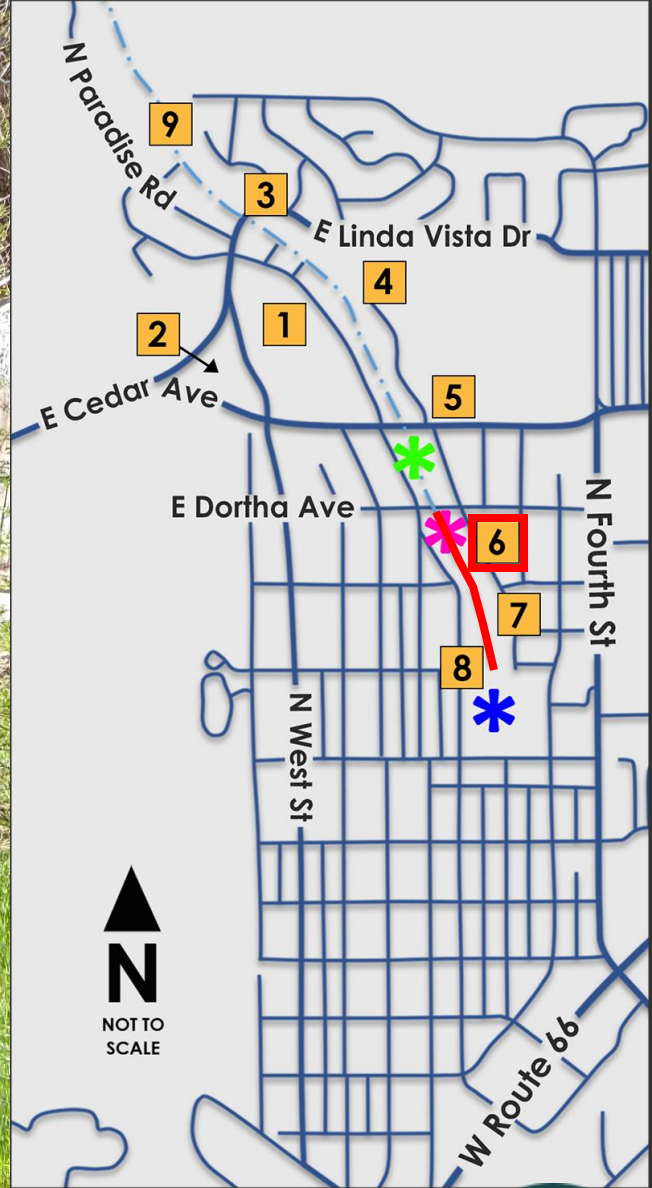 N Paradise Rd
9
3
E Linda Vista Dr
4
1
2
E Cedar Ave
5
E Dortha Ave
6
N Fourth St
7
8
N West St
N
NOT TO
SCALE
W Route 66